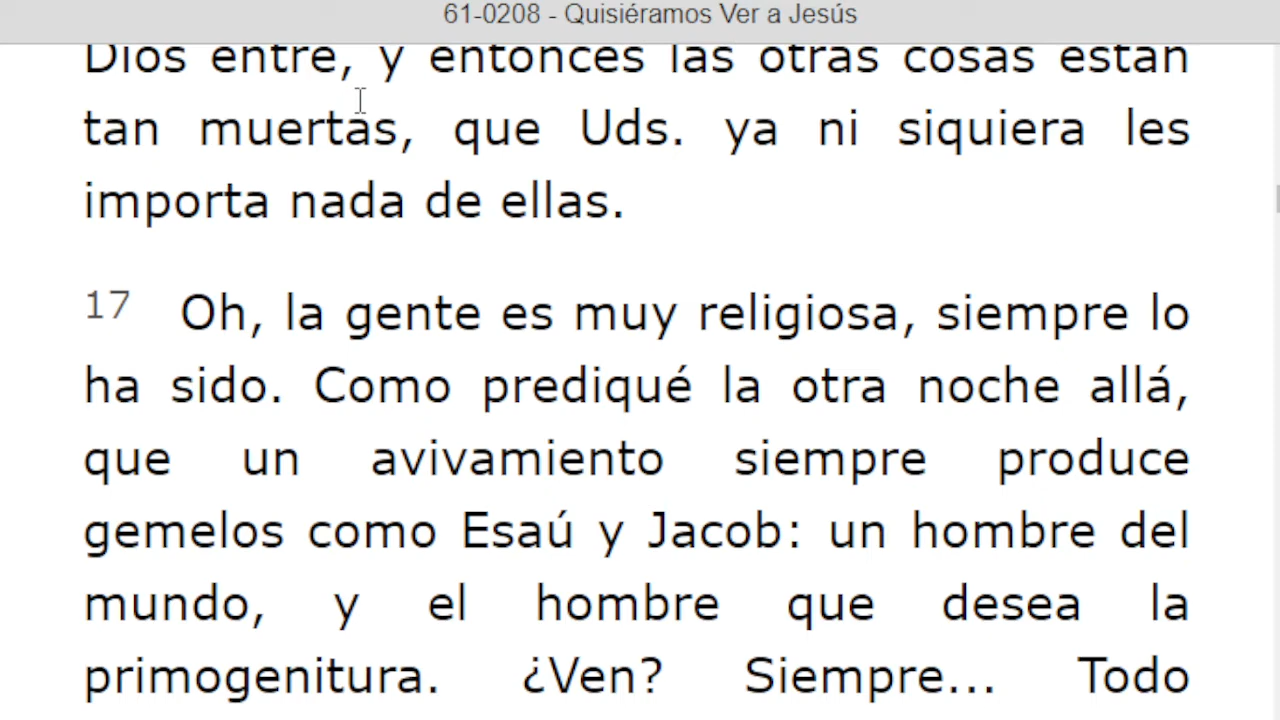 61-0208 - Quisiéramos Ver a Jesús
Dios entre, y entonces las otras cosas están
tan muertas, que Uds. ya ni siquiera les
importa nada de ellas.
17 Oh, la gente es muy religiosa, siempre lo
ha sido. Como prediqué la otra noche allá,
que un avivamiento siempre produce
gemelos como Esaú y Jacob: un hombre del
mundo, y el hombre que desea la
primogenitura. ¿Ven? Siempre... Todo